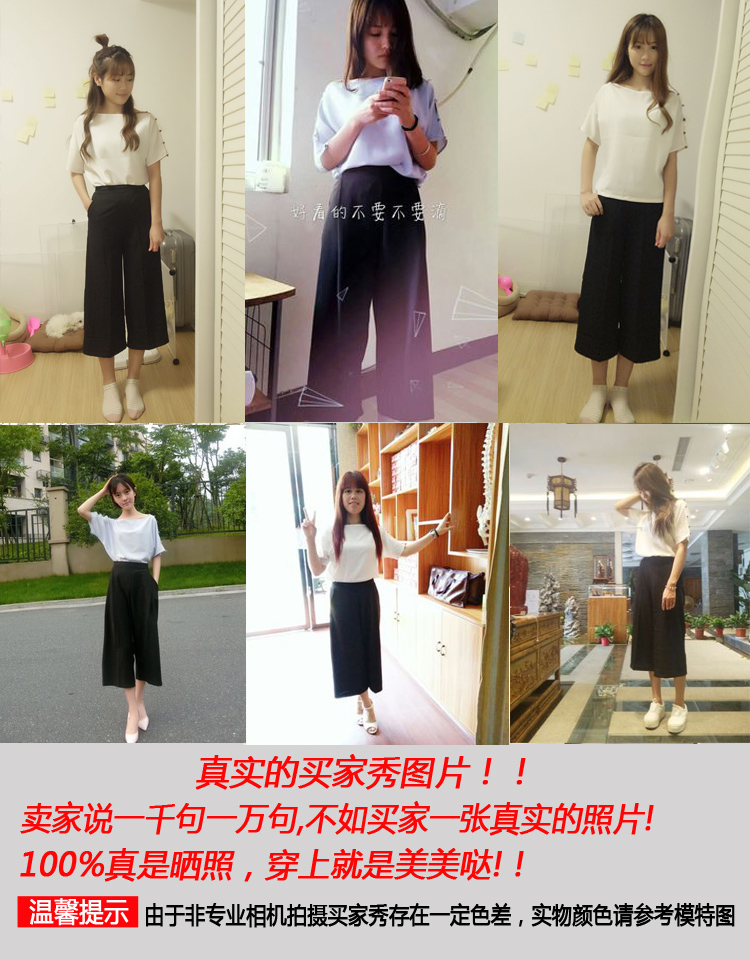 好看的不要不要滴
真实的买家秀图片！！
卖家说一千句一万句,不如买家一张真实的照片!
100%真是晒照，穿上就是美美哒!！
温馨提示 由于非专业相机拍摄买家秀存在一定色差，实物颜色请参考模特图